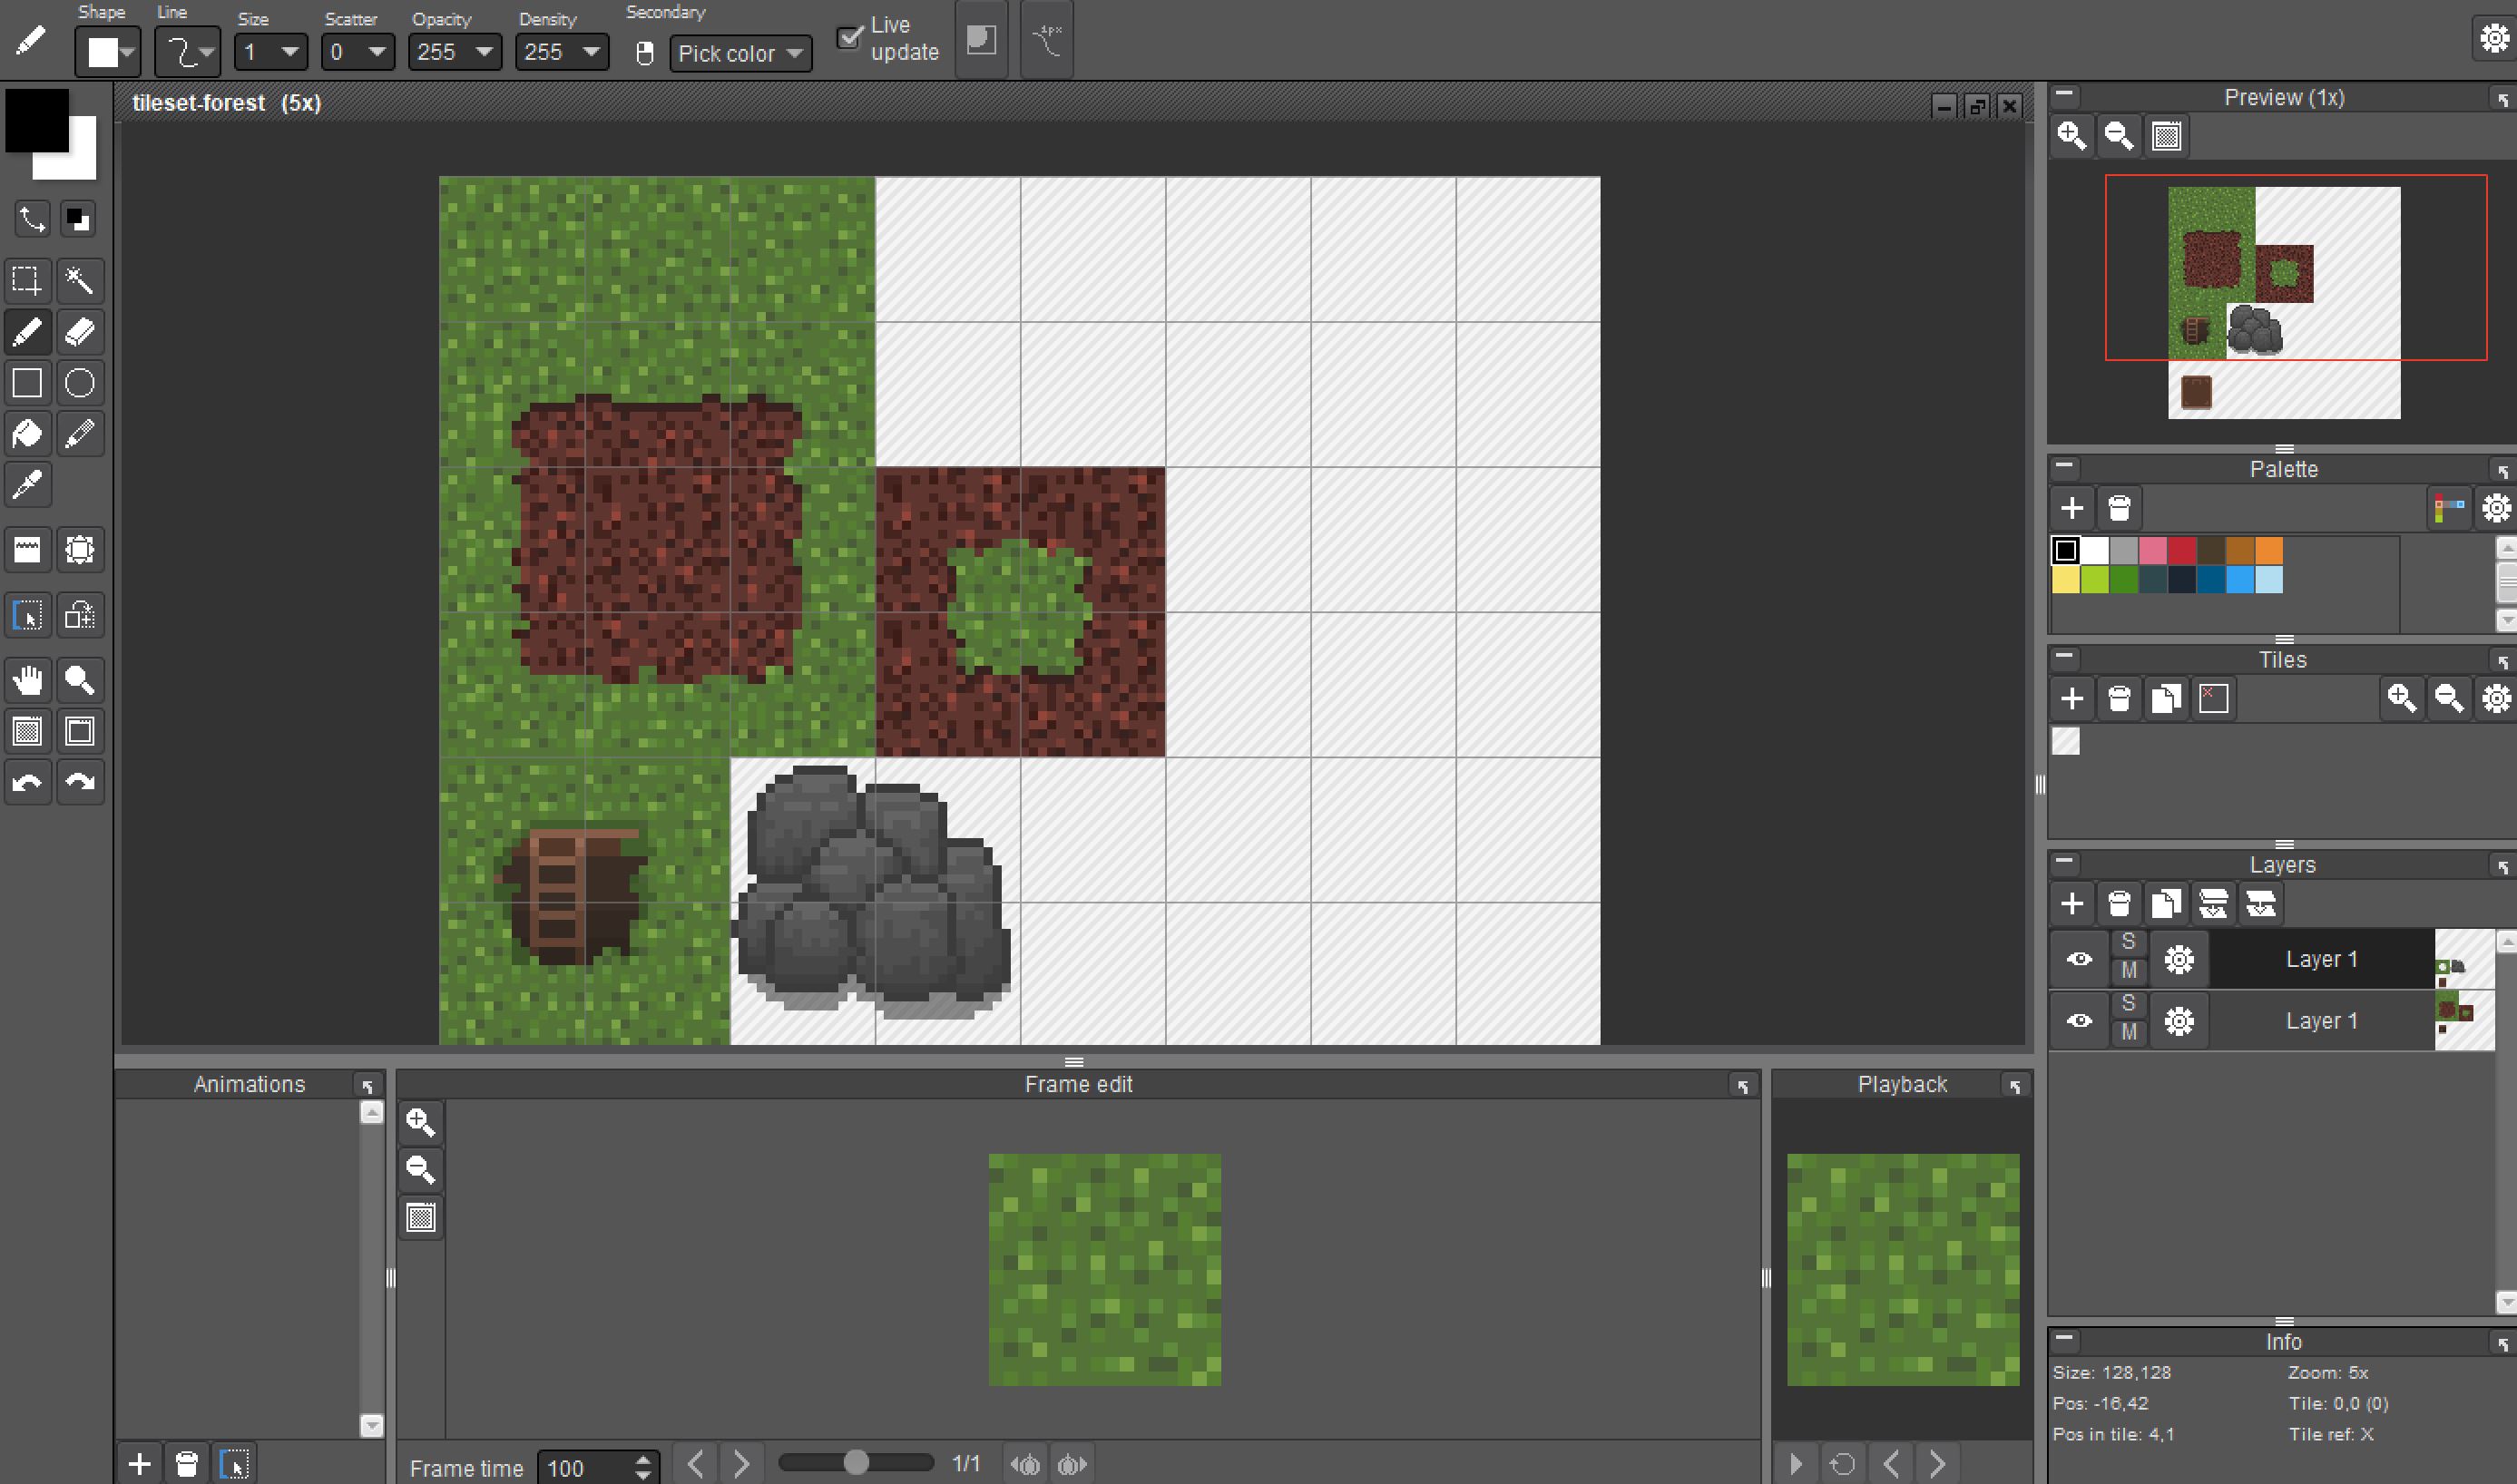 Shape
Line
Size
Scatter
Opacity
Density
Secondary
1
0
255
255
Pick color
Live
update
1px
tileset-forest (5x)
Preview (1x)
Palette
Tiles
Layers
S
M
Layer 1
S
M
Layer 1
Animations
Frame edit
Playback
Frame time
100
1/1
Info
Size: 128,128
Zoom: 5x
Pos: -16,42
Tile: 0,0 (0)
Pos in tile: 4,1
Tile ref: X